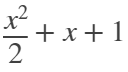 x²/2 + x + 1